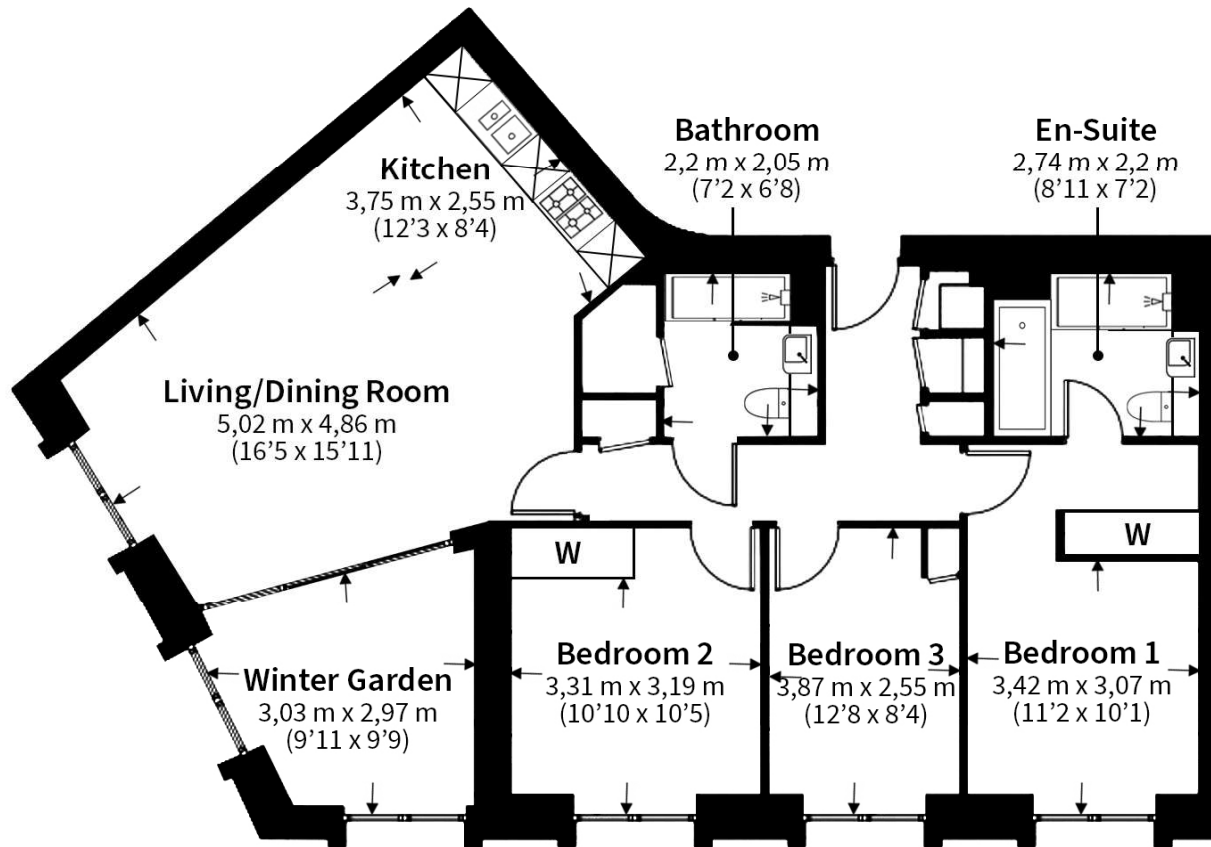 Bathroom
2,2 m x 2,05 m
(7’2 x 6’8)
En-Suite
2,74 m x 2,2 m
(8’11 x 7’2)
Kitchen
3,75 m x 2,55 m
(12’3 x 8’4)
Living/Dining Room
5,02 m x 4,86 m
(16’5 x 15’11)
W
W
Winter Garden
3,03 m x 2,97 m
(9’11 x 9’9)
Bedroom 2
3,31 m x 3,19 m
(10’10 x 10’5)
Bedroom 3
3,87 m x 2,55 m
(12’8 x 8’4)
Bedroom 1
3,42 m x 3,07 m
(11’2 x 10’1)